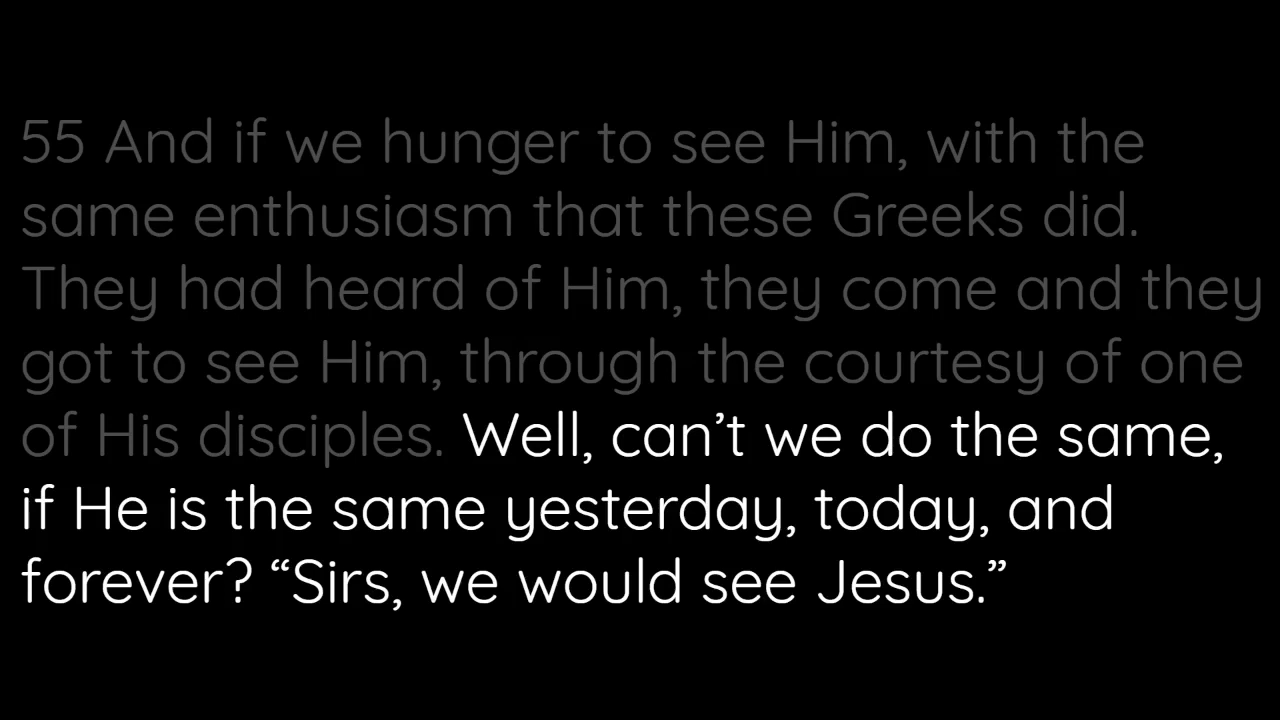 55 And if we hunger to see Him, with the
same enthusiasm that these Greeks did.
They had heard of Him, they come and they
got to see Him, through the courtesy of one
of His disciples. Well, can’t we do the same,
if He is the same yesterday, today, and
forever? “Sirs, we would see Jesus.”